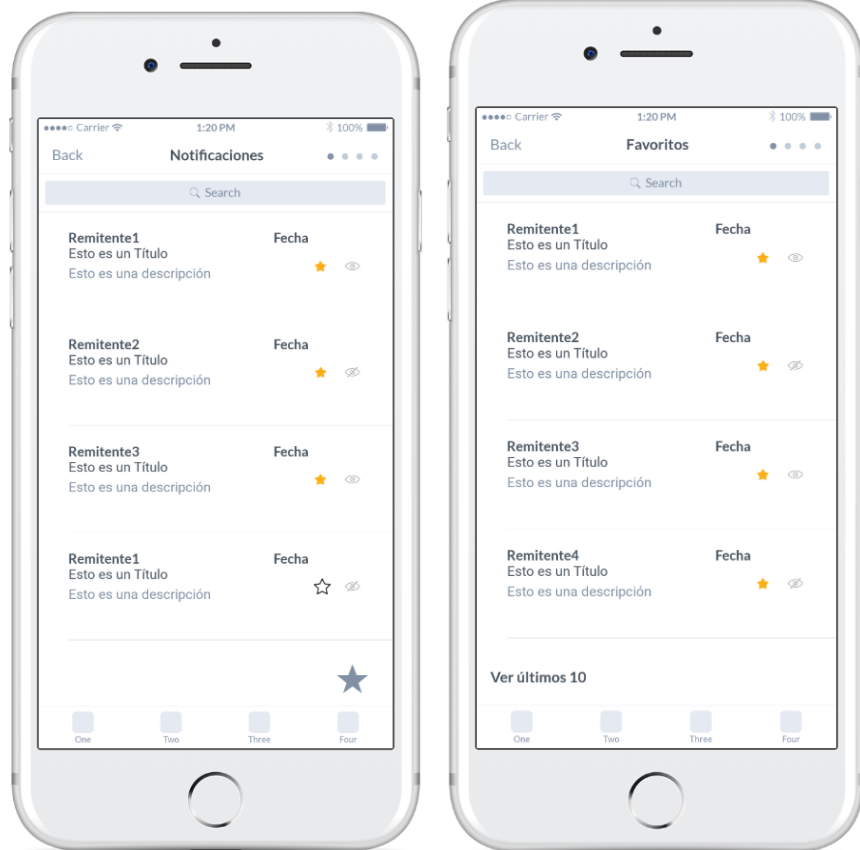 Carrier 1:20 PM 100%
Back Notificaciones
Search
Remitente1 Fecha
Esto es un Título
Esto es una descripción
Remitente2 Fecha
Esto es un Título
Esto es una descripción
Remitente3 Fecha
Esto es un Título
Esto es una descripción
Remitente1 Fecha
Esto es un Título
Esto es una descripción
One Two Three Four
Carrier 1:20 PM 100%
Back Favoritos
Search
Remitente1 Fecha
Esto es un Título
Esto es una descripción
Remitente2 Fecha
Esto es un Título
Esto es una descripción
Remitente3 Fecha
Esto es un Título
Esto es una descripción
Remitente4 Fecha
Esto es un Título
Esto es una descripción
Ver últimos 10
One Two Three Four